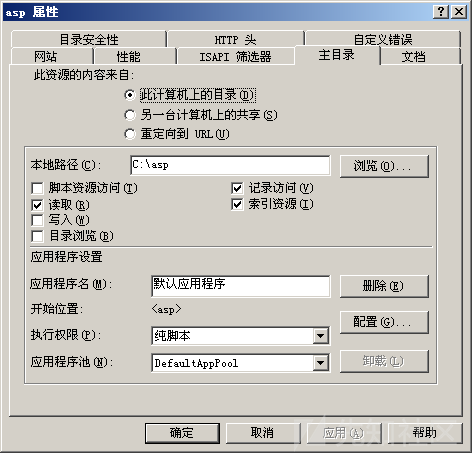 asp 属性
目录安全性 HTTP 头 自定义错误
网站 性能 ISAPI 筛选器 主目录 文档
此资源的内容来自:
此计算机上的目录(D)
另一台计算机上的共享(S)
重定向到 URL(U)
本地路径(C): C:\asp 浏览(O)...
脚本资源访问(T) 记录访问(V)
读取(R) 索引资源(I)
写入(W)
目录浏览(B)
应用程序设置
应用程序名(M): 默认应用程序 删除(E)
开始位置: <asp>
配置(G)...
执行权限(P): 纯脚本
应用程序池(N): DefaultAppPool 卸载(L)
确定 取消 应用(A) 帮助